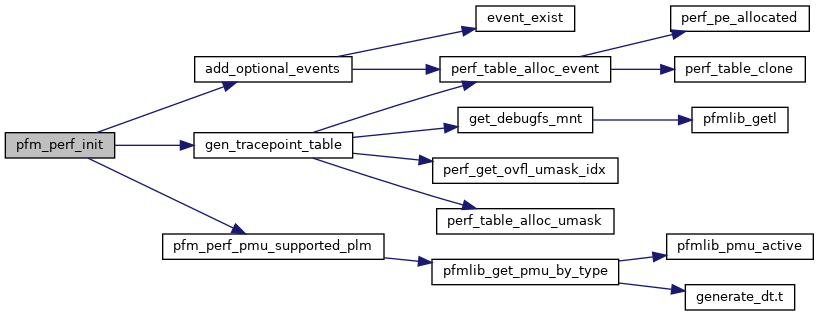 pfm_perf_init
add_optional_events
gen_tracepoint_table
pfm_perf_pmu_supported_plm
event_exist
perf_table_alloc_event
get_debugfs_mnt
perf_get_ovfl_umask_idx
perf_table_alloc_umask
pfmlib_get_pmu_by_type
perf_pe_allocated
perf_table_clone
pfmlib_getl
pfmlib_pmu_active
generate_dt.t